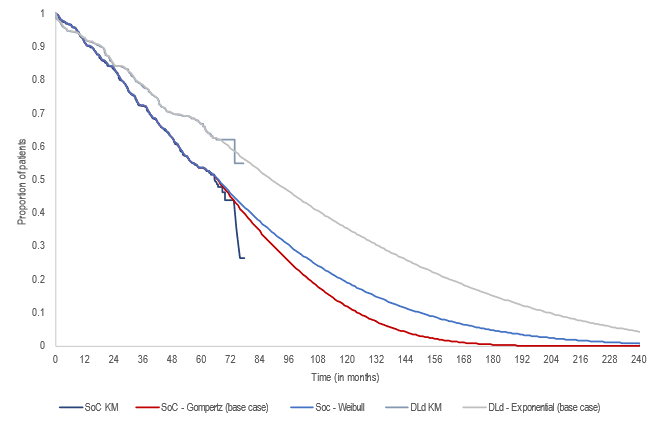 1
0.9
0.8
0.7
0.6
0.5
0.4
0.3
0.2
0.1
0
Proportion of patients
0 12 24 36 48 60 72 84 96 108 120 132 144 156 168 180 192 204 216 228 240
Time (in months)
SoC KM SoC - Gompertz (base case) Soc - Weibull DLd KM DLd - Exponential (base case)